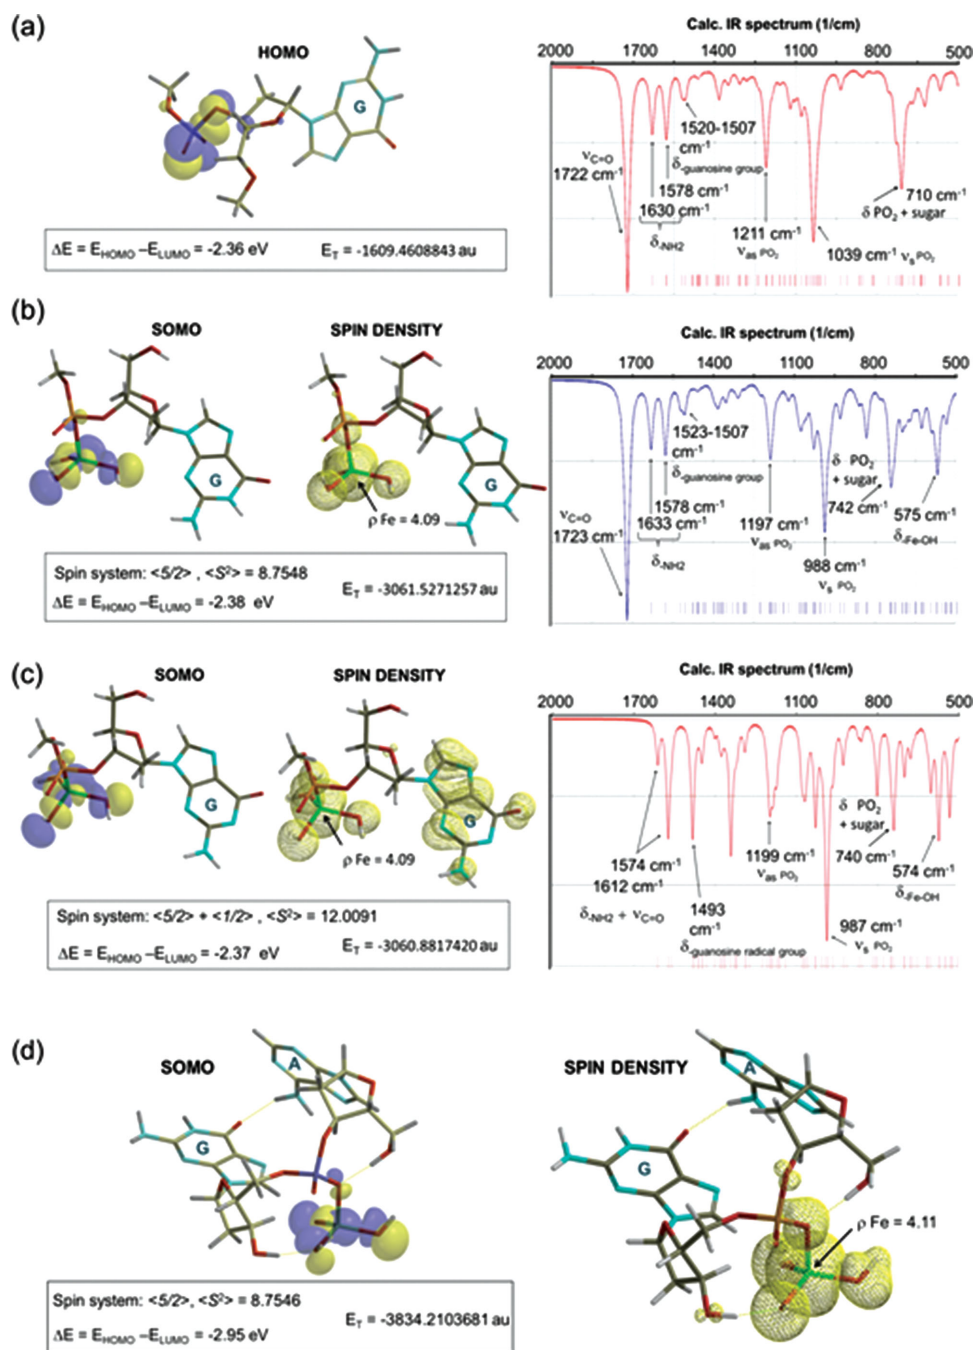 (a)
HOMO
G
ΔE = E_HOMO –E_LUMO = -2.36 eV
E_T = -1609.4608843 au
Calc. IR spectrum (1/cm)
2000 1700 1400 1100 800 500
1520-1507
cm⁻¹
δ-guanosine group
ν_C=O
1722 cm⁻¹
1578 cm⁻¹
1630 cm⁻¹
δ-NH2
1211 cm⁻¹
ν_as PO₂
710 cm⁻¹
δ PO₂ + sugar
1039 cm⁻¹ ν_s PO₂
(b)
SOMO
SPIN DENSITY
G
G
ρ Fe = 4.09
Spin system: <5/2> , <S²> = 8.7548
ΔE = E_HOMO –E_LUMO = -2.38 eV
E_T = -3061.5271257 au
Calc. IR spectrum (1/cm)
2000 1700 1400 1100 800 500
1523-1507
cm⁻¹
δ-guanosine group
ν_C=O
1723 cm⁻¹
1578 cm⁻¹
1633 cm⁻¹
δ-NH2
1197 cm⁻¹
ν_as PO₂
δ PO₂
+ sugar
742 cm⁻¹
575 cm⁻¹
δ-Fe-OH
988 cm⁻¹
ν_s PO₂
(c)
SOMO
SPIN DENSITY
G
G
ρ Fe = 4.09
Spin system: <5/2> + <1/2> , <S²> = 12.0091
ΔE = E_HOMO –E_LUMO = -2.37 eV
E_T = -3060.8817420 au
Calc. IR spectrum (1/cm)
2000 1700 1400 1100 800 500
1574 cm⁻¹
1612 cm⁻¹
δ-NH2 + ν_C=O
1493
cm⁻¹
δ-guanosine radical group
1199 cm⁻¹
ν_as PO₂
δ PO₂
+ sugar
740 cm⁻¹
574 cm⁻¹
δ-Fe-OH
987 cm⁻¹
ν_s PO₂
(d)
SOMO
SPIN DENSITY
A
G
A
G
ρ Fe = 4.11
Spin system: <5/2>, <S²> = 8.7546
ΔE = E_HOMO –E_LUMO = -2.95 eV
E_T = -3834.2103681 au